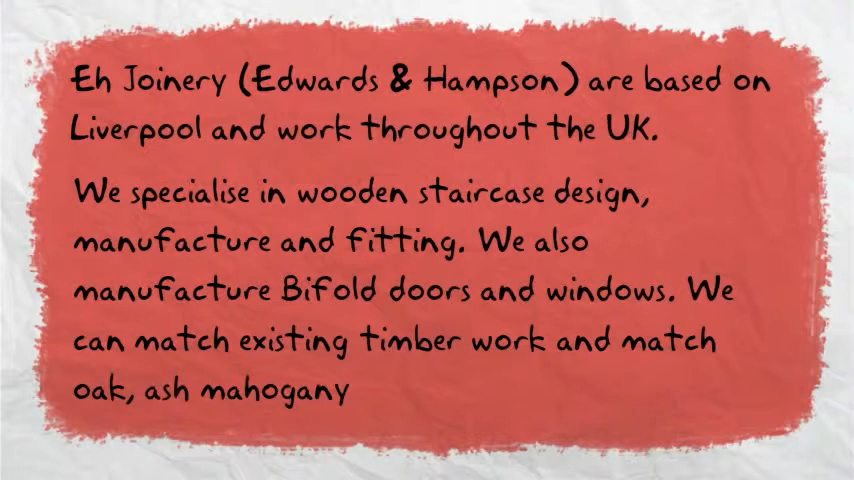 Eh Joinery (Edwards & Hampson) are based on
Liverpool and work throughout the UK.
We specialise in wooden staircase design,
manufacture and fitting. We also
manufacture Bifold doors and windows. We
can match existing timber work and match
oak, ash mahogany